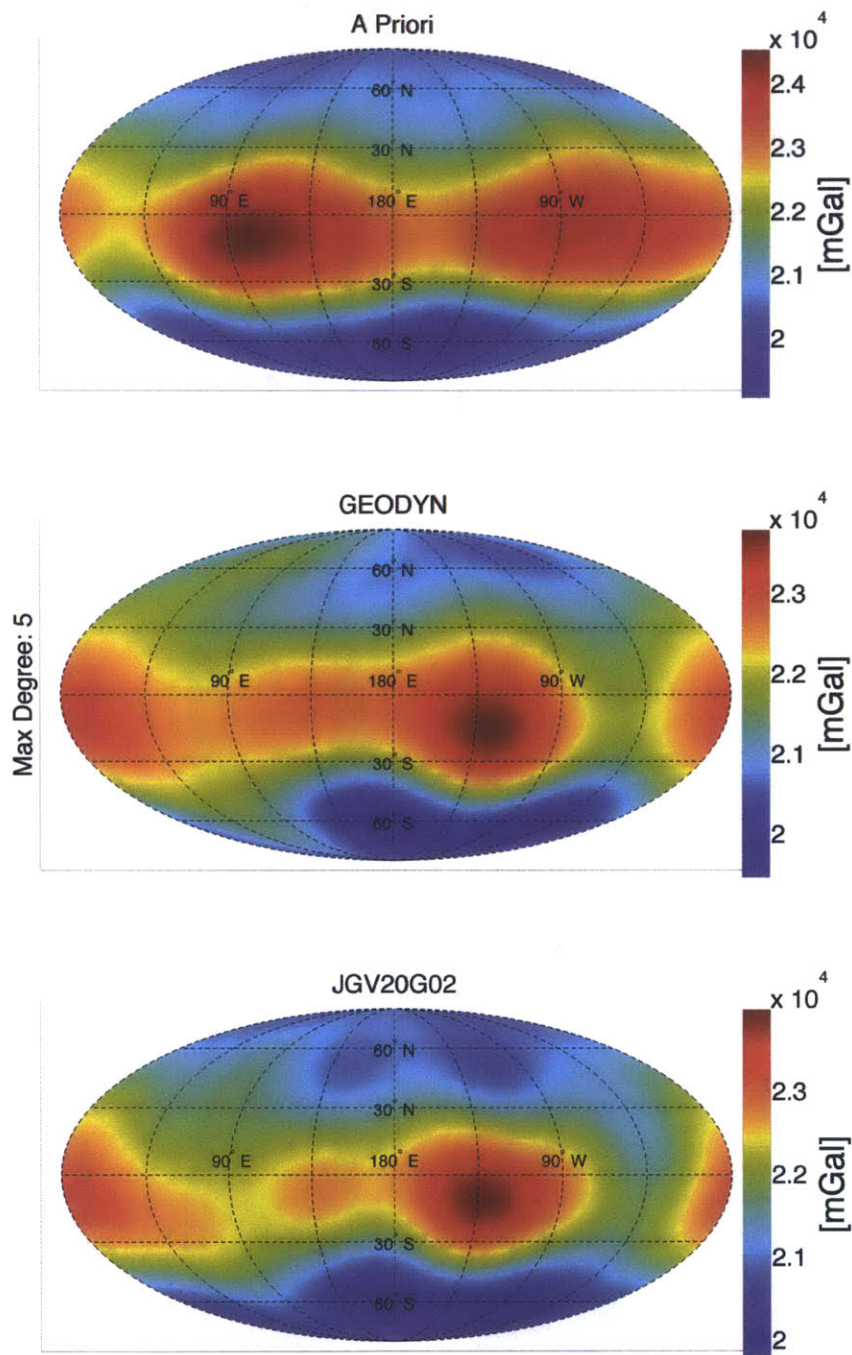 A Priori
x 10 4
60° N
30° N
90° E
180° E
90° W
30° S
60° S
2.4
2.3
2.2
2.1
2
[mGal]
GEODYN
x 10 4
Max Degree: 5
60° N
30° N
90° E
180° E
90° W
30° S
60° S
2.3
2.2
2.1
2
[mGal]
JGV20G02
x 10 4
60° N
30° N
90° E
180° E
90° W
30° S
60° S
2.3
2.2
2.1
2
[mGal]